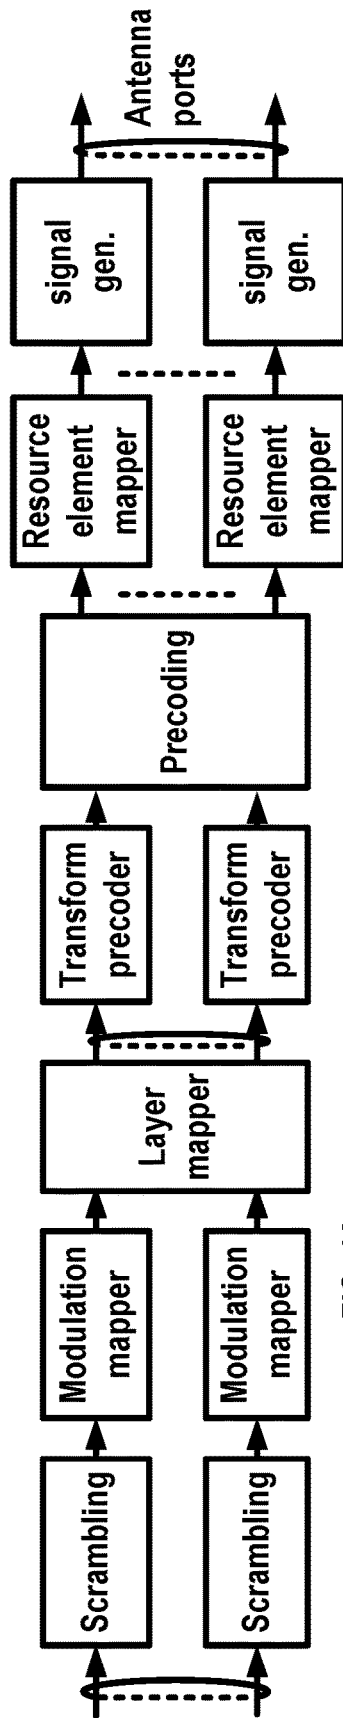 Scrambling
Scrambling
Modulation
mapper
Modulation
mapper
Layer
mapper
Transform
precoder
Transform
precoder
Precoding
Resource
element
mapper
Resource
element
mapper
signal
gen.
signal
gen.
Antenna
ports